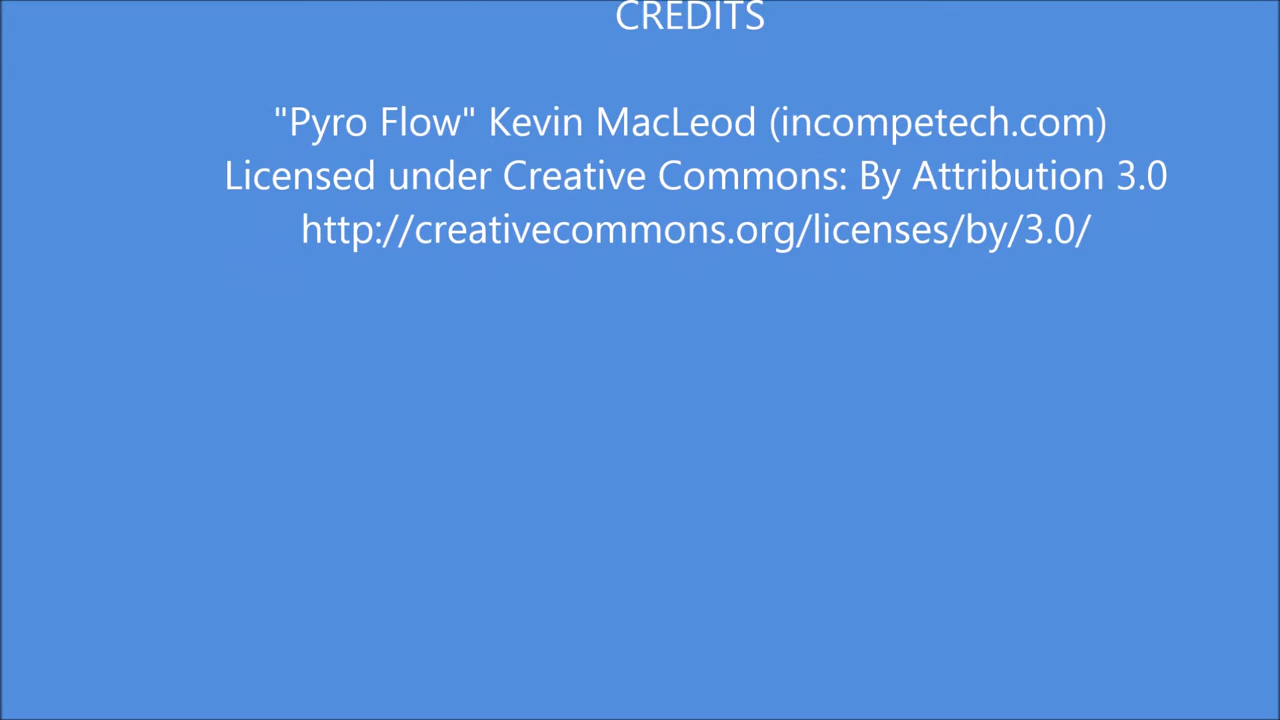 CREDITS
"Pyro Flow" Kevin MacLeod (incompetech.com)
Licensed under Creative Commons: By Attribution 3.0
http://creativecommons.org/licenses/by/3.0/